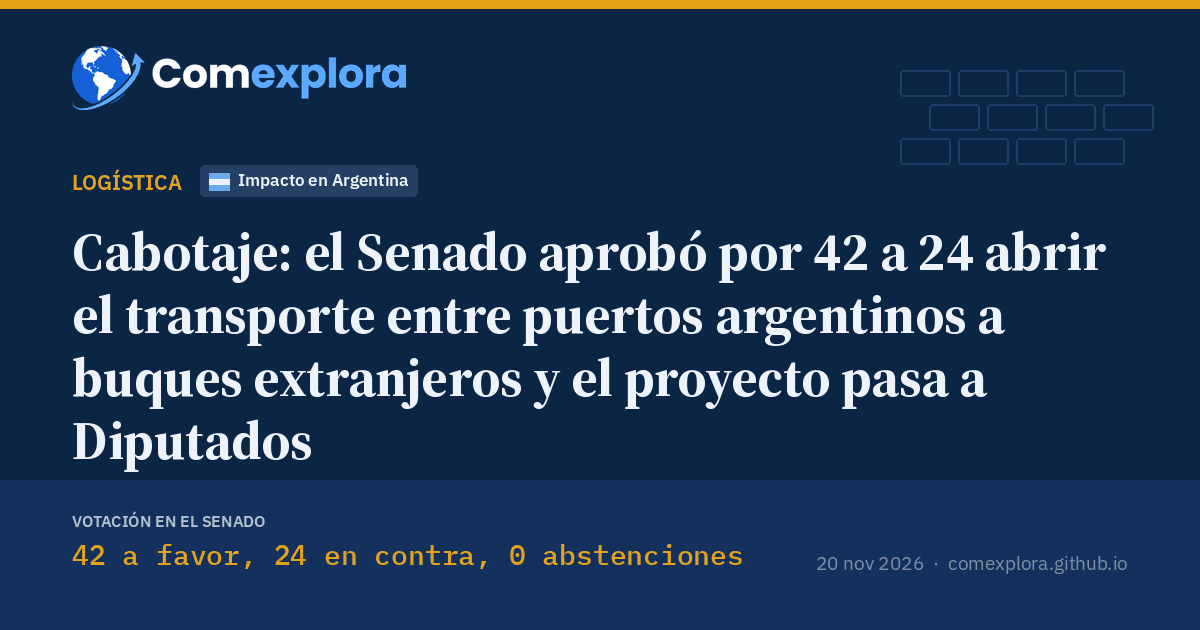 Comexplora
LOGÍSTICA
Impacto en Argentina
Cabotaje: el Senado aprobó por 42 a 24 abrir
el transporte entre puertos argentinos a
buques extranjeros y el proyecto pasa a
Diputados
VOTACIÓN EN EL SENADO
42 a favor, 24 en contra, 0 abstenciones
20 nov 2026 · comexplora.github.io